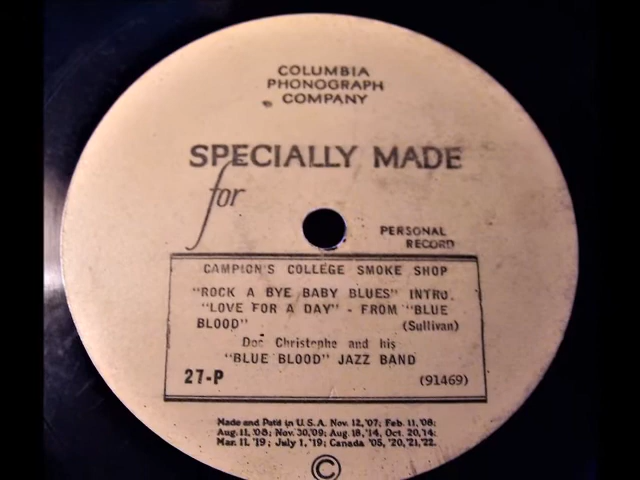 COLUMBIA
PHONOGRAPH
COMPANY
SPECIALLY MADE
for
PERSONAL
RECORD
CAMPION'S COLLEGE SMOKE SHOP
"ROCK A BYE BABY BLUES" INTRO.
"LOVE FOR A DAY" - FROM "BLUE
BLOOD" (Sullivan)
Doc Christophe and his
"BLUE BLOOD" JAZZ BAND
27-P (91469)
Made and Patd in U.S.A. Nov. 12, '07; Feb. 11, '08;
Aug. 11, '08; Nov. 30, '09; Aug. 18, '14, Oct. 20, '14;
Mar. 11, '19; July 1, '19; Canada '05, '20, '21, '22.
©